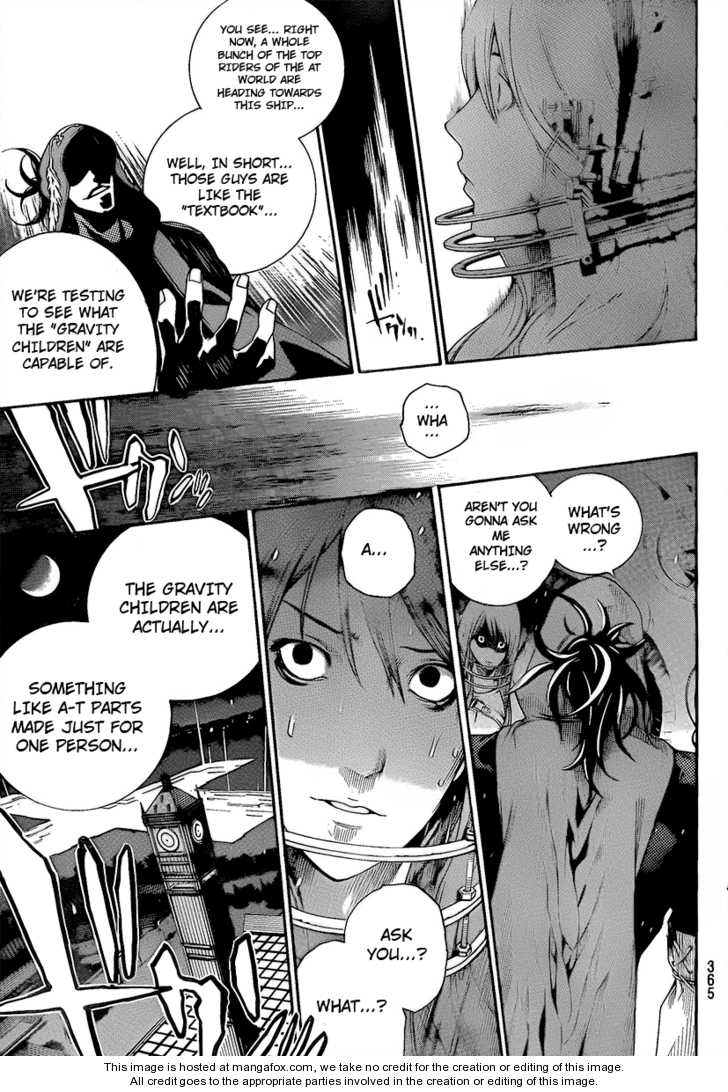 YOU SEE... RIGHT
NOW, A WHOLE
BUNCH OF THE TOP
RIDERS OF THE AT
WORLD ARE
HEADING TOWARDS
THIS SHIP...
WELL, IN SHORT...
THOSE GUYS ARE
LIKE THE
"TEXTBOOK"...
WE'RE TESTING
TO SEE WHAT
THE "GRAVITY
CHILDREN" ARE
CAPABLE OF.
...
WHA
...
WHAT'S
WRONG
...?
AREN'T YOU
GONNA ASK
ME
ANYTHING
ELSE...?
A...
ASK
YOU...?
WHAT...?
THE GRAVITY
CHILDREN ARE
ACTUALLY...
SOMETHING
LIKE A-T PARTS
MADE JUST FOR
ONE PERSON...
365
This image is hosted at mangafox.com, we take no credit for the creation or editing of this image.
All credit goes to the appropriate parties involved in the creation and editing of this image.